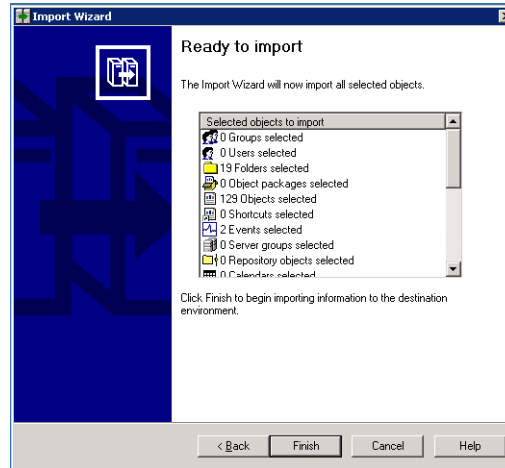 Import Wizard
Ready to import
The Import Wizard will now import all selected objects.
Selected objects to import
0 Groups selected
0 Users selected
19 Folders selected
0 Object packages selected
129 Objects selected
0 Shortcuts selected
2 Events selected
0 Server groups selected
0 Repository objects selected
0 Calendars selected
Click Finish to begin importing information to the destination
environment.
< Back Finish Cancel Help